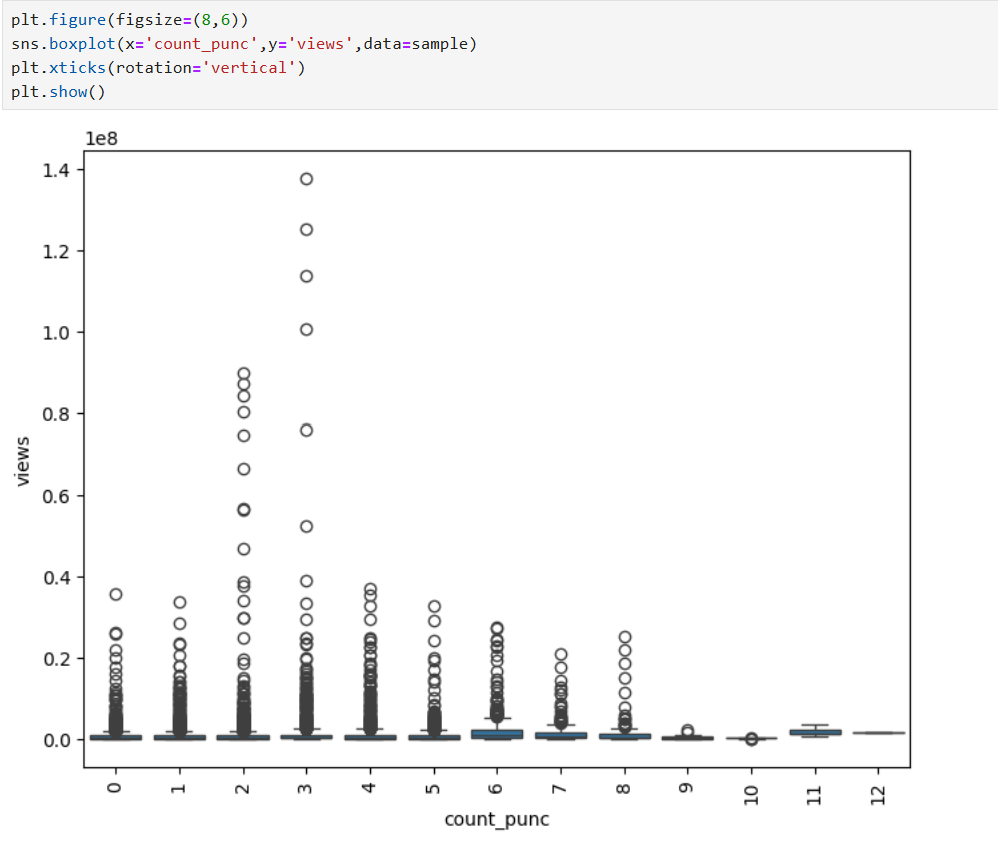 plt.figure(figsize=(8,6))
sns.boxplot(x='count_punc',y='views',data=sample)
plt.xticks(rotation='vertical')
plt.show()
1e8
1.4
1.2
1.0
0.8
0.6
0.4
0.2
0.0
views
0 1 2 3 4 5 6 7 8 9 10 11 12
count_punc